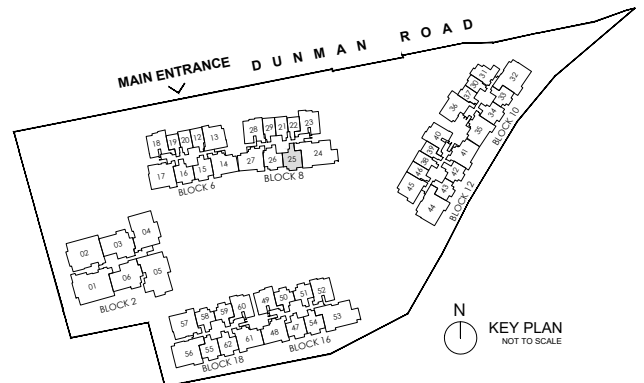 DUNMAN ROAD
MAIN ENTRANCE
18 19 20 12 13
17 16 15 14
BLOCK 6
28 29 21 22 23
27 26 25 24
BLOCK 8
31 32
30
37 33
36 34
35
BLOCK 10
40
39 41
38
46 42
45 43
44
BLOCK 12
02 03 04
01 06 05
BLOCK 2
57 58 59 60
56 55 62 61
BLOCK 18
49 50 51 52
48 47 54 53
BLOCK 16
N
KEY PLAN
NOT TO SCALE